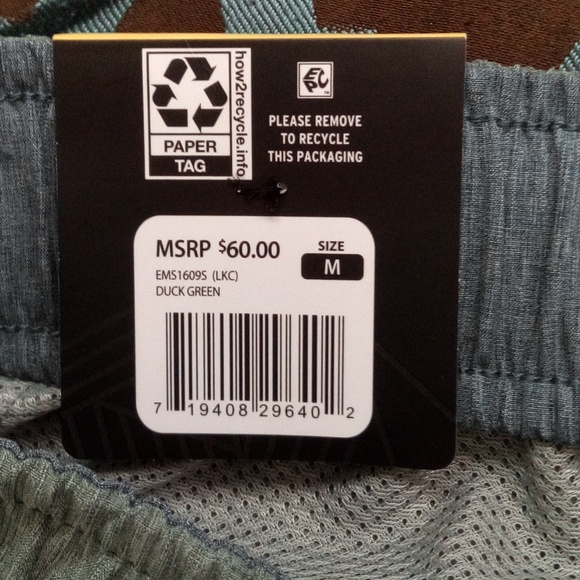 how2recycle.info
PAPER
TAG
EPC
PLEASE REMOVE
TO RECYCLE
THIS PACKAGING
MSRP $60.00
SIZE
M
EMS1609S (LKC)
DUCK GREEN
7 19408 29640 2